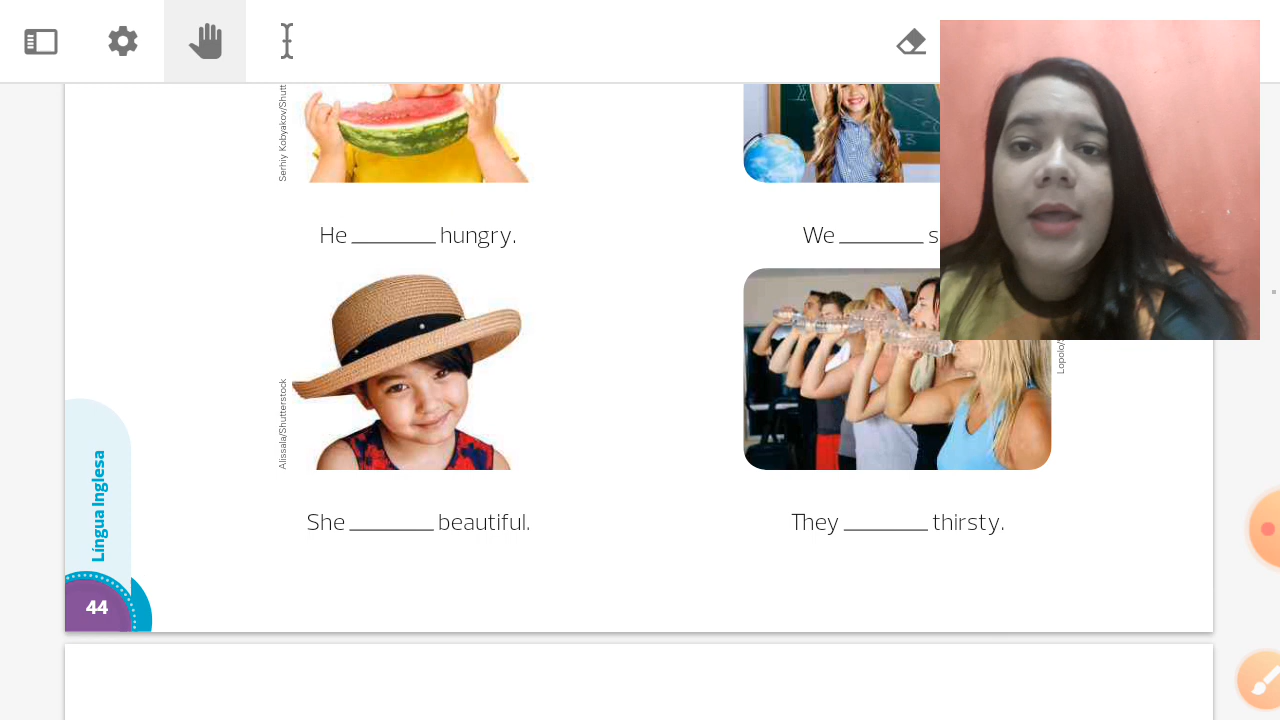 Serhiy Kobyakov/Shutt
He ________ hungry.
We ________ s
Alissala/Shutterstock
Lopolo/
She ________ beautiful.
They ________ thirsty.
Língua Inglesa
44